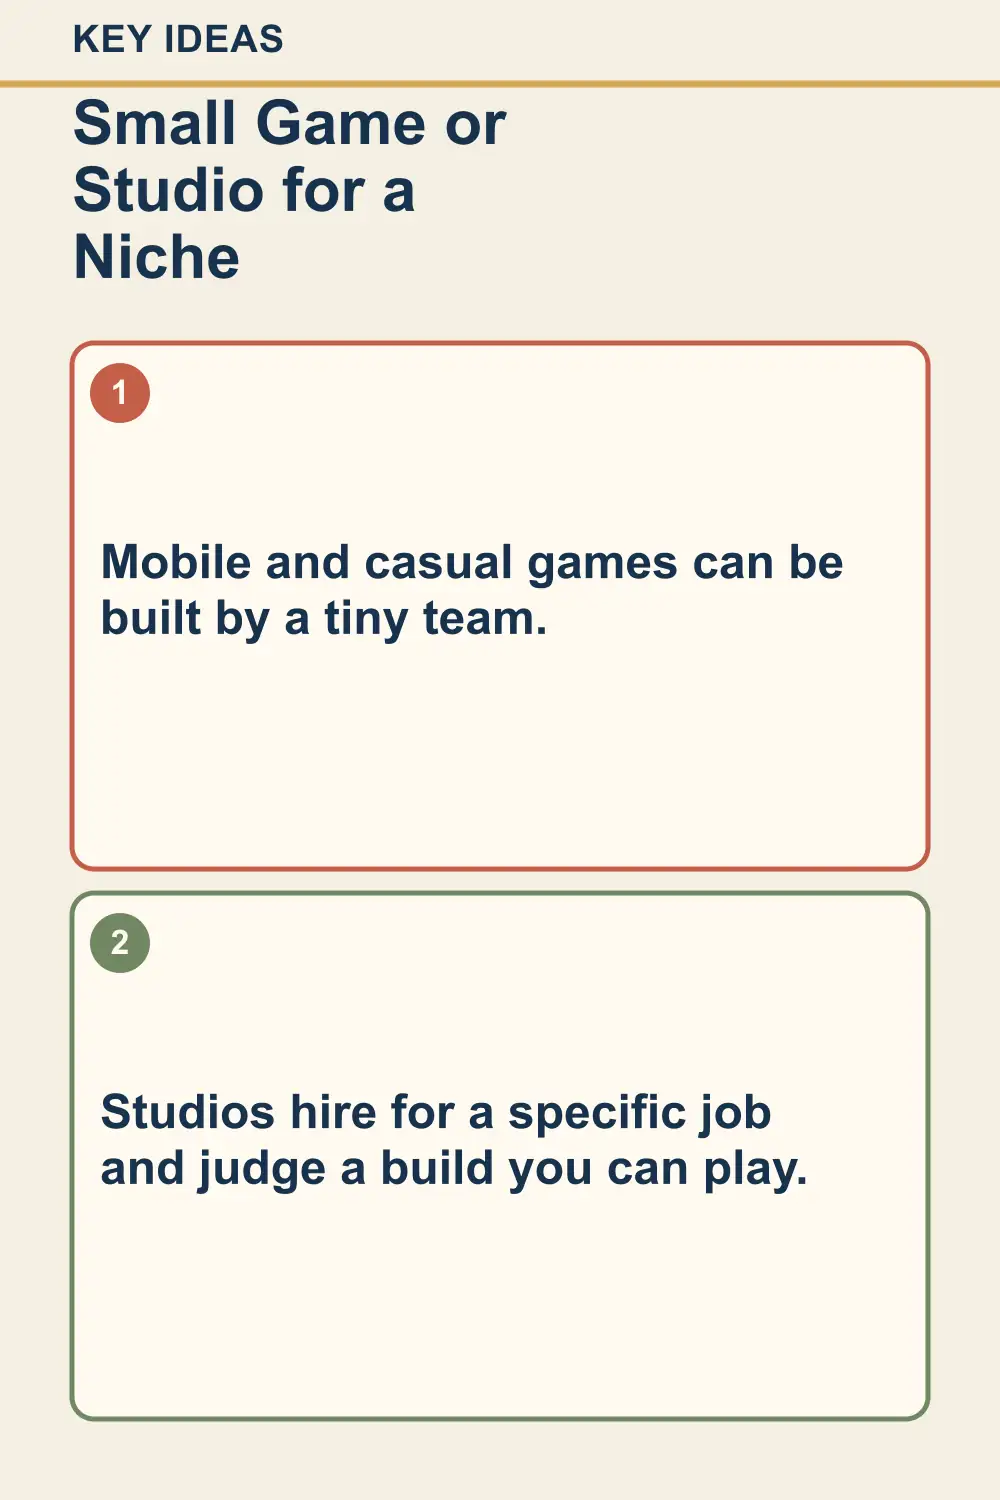 KEY IDEAS
Small Game or
Studio for a
Niche
1
Mobile and casual games can be
built by a tiny team.
2
Studios hire for a specific job
and judge a build you can play.